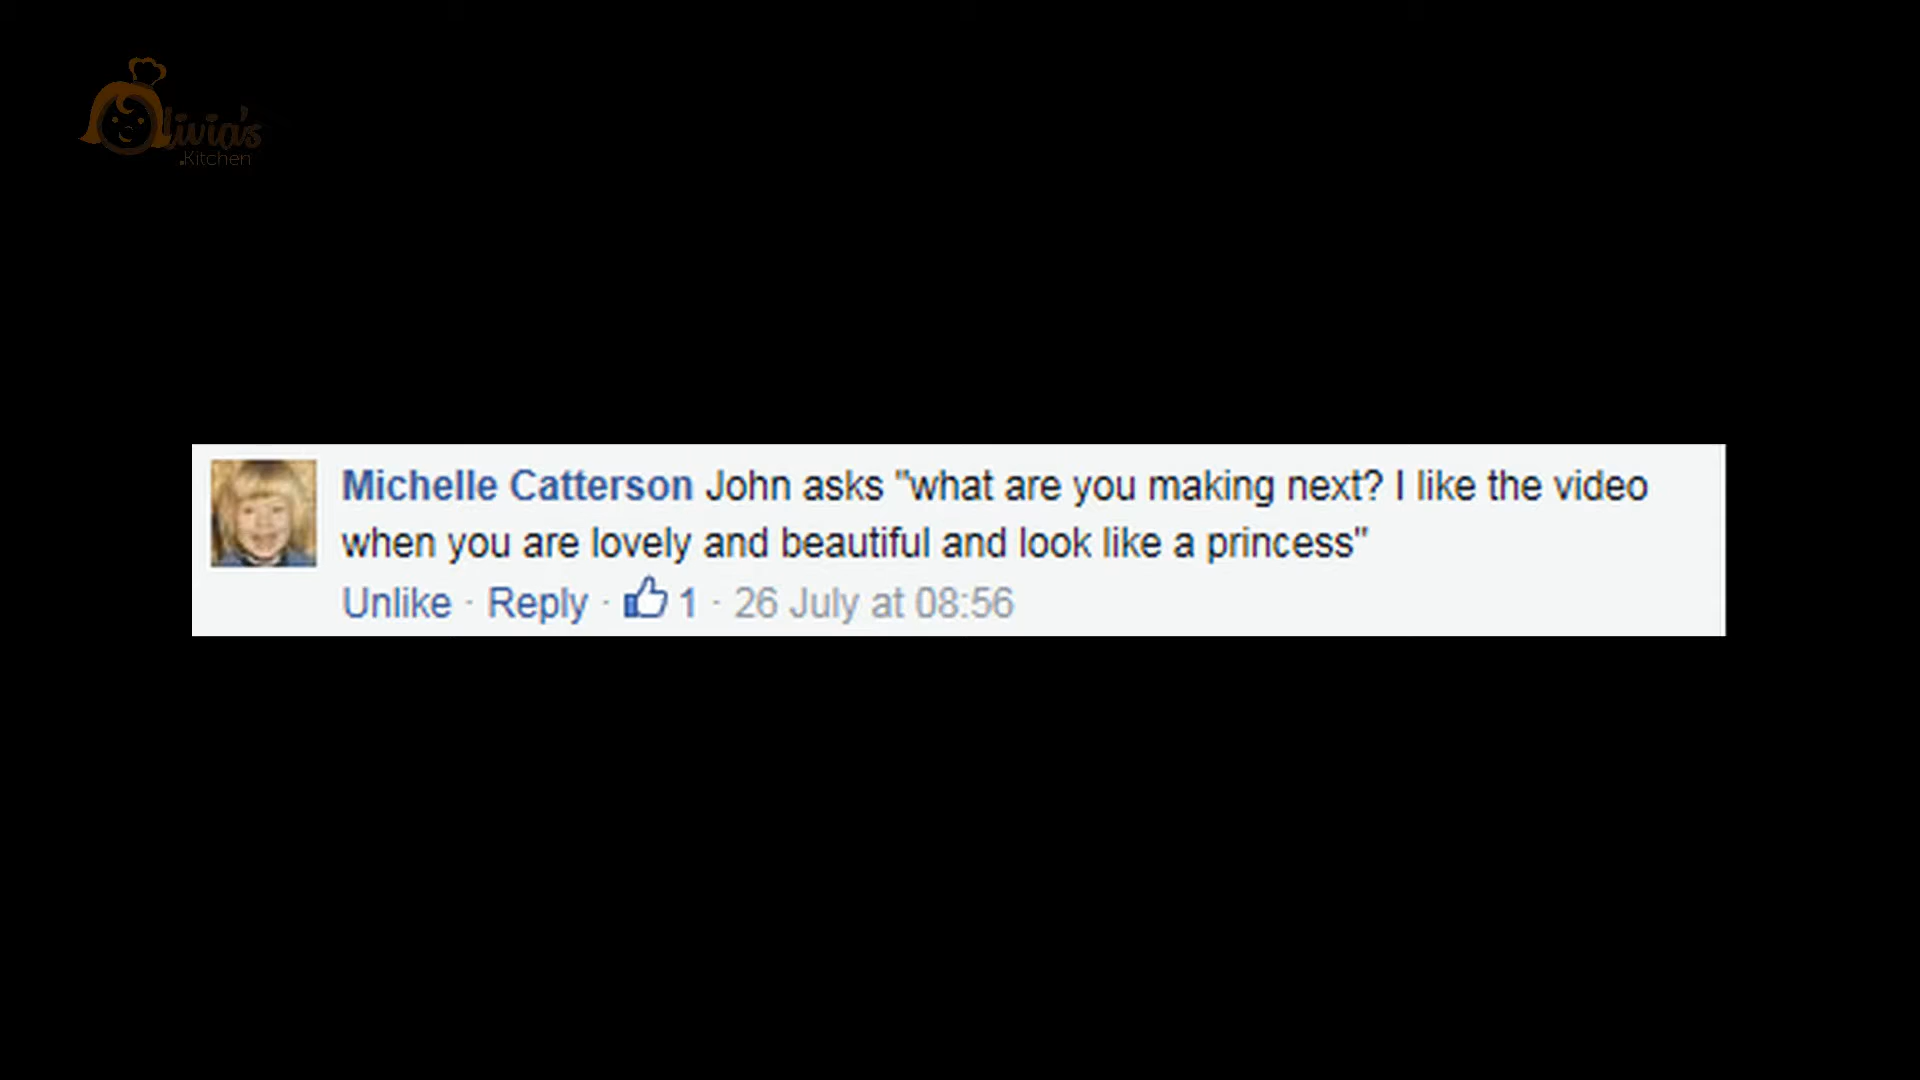 Olivia's
Kitchen
Michelle Catterson John asks "what are you making next? I like the video
when you are lovely and beautiful and look like a princess"
Unlike · Reply · 1 · 26 July at 08:56